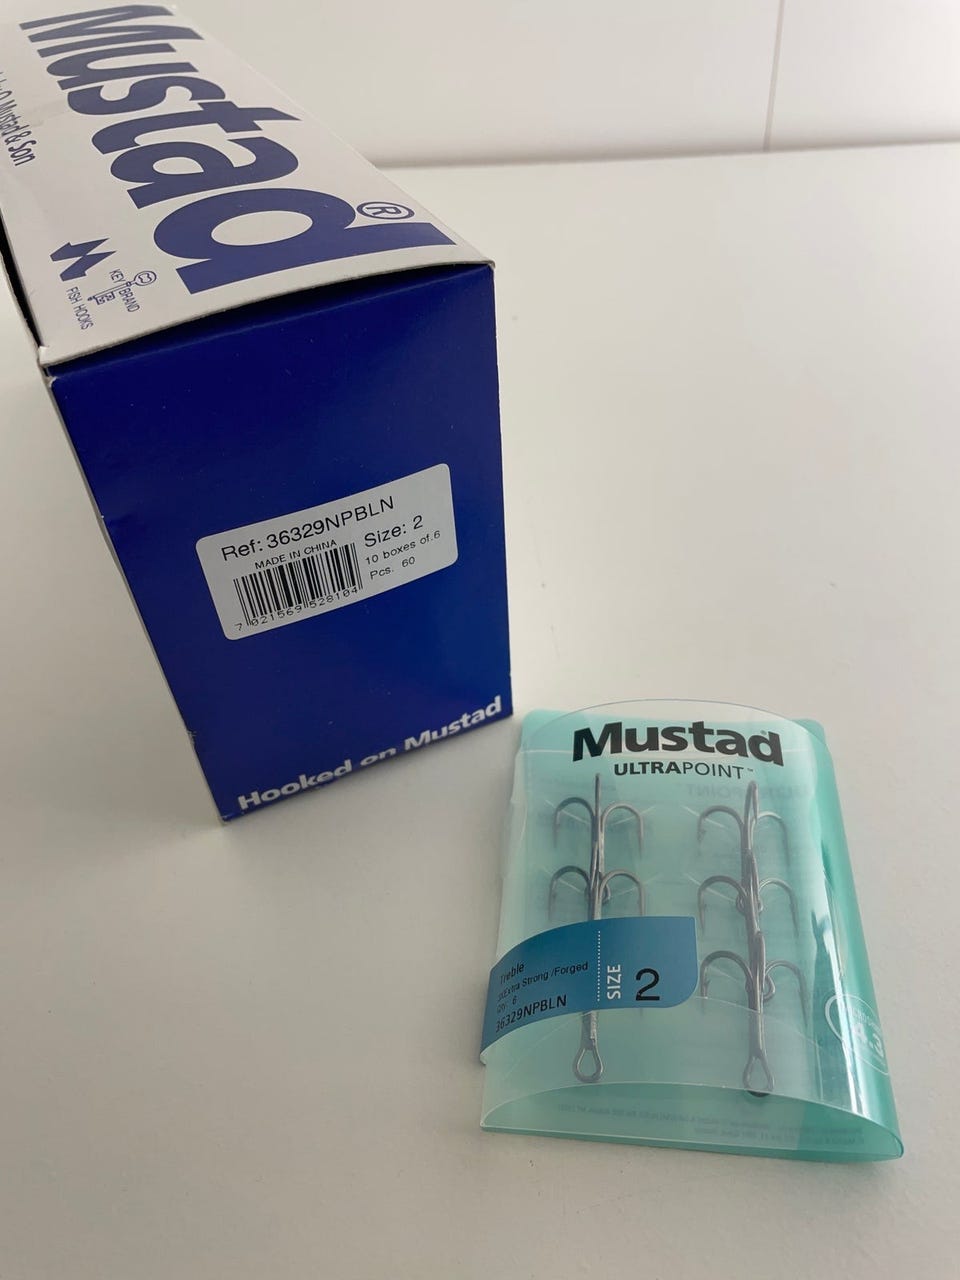 Mustad®
Mustad & Son
KEY BRAND
FISH HOOKS
Ref: 36329NPBLN
MADE IN CHINA
Size: 2
10 boxes of.6
Pcs. 60
7 021569 528104
Hooked on Mustad
Mustad
ULTRAPOINT™
Treble
Extra Strong /Forged
Qty: 6
36329NPBLN
SIZE 2